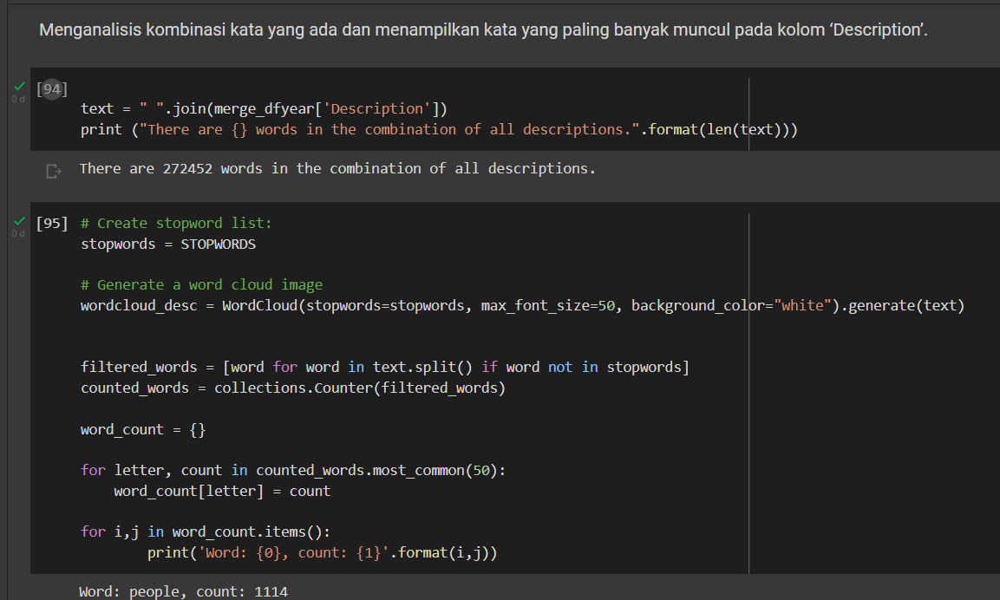 Menganalisis kombinasi kata yang ada dan menampilkan kata yang paling banyak muncul pada kolom ‘Description’.
[94]
0 d
text = " ".join(merge_dfyear['Description'])
print ("There are {} words in the combination of all descriptions.".format(len(text)))
There are 272452 words in the combination of all descriptions.
[95] # Create stopword list:
0 d
stopwords = STOPWORDS
# Generate a word cloud image
wordcloud_desc = WordCloud(stopwords=stopwords, max_font_size=50, background_color="white").generate(text)
filtered_words = [word for word in text.split() if word not in stopwords]
counted_words = collections.Counter(filtered_words)
word_count = {}
for letter, count in counted_words.most_common(50):
    word_count[letter] = count
for i,j in word_count.items():
        print('Word: {0}, count: {1}'.format(i,j))
Word: people, count: 1114